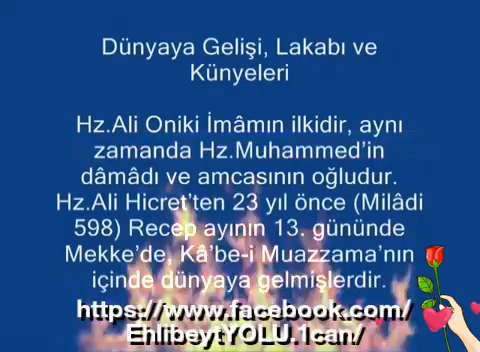 Dünyaya Gelişi, Lakabı ve
Künyeleri
Hz.Ali Oniki İmâmın ilkidir, aynı
zamanda Hz.Muhammed’in
dâmâdı ve amcasının oğludur.
Hz.Ali Hicret’ten 23 yıl önce (Milâdi
598) Recep ayının 13. gününde
Mekke’de, Kâ’be-i Muazzama’nın
içinde dünyaya gelmişlerdir.
https://www.facebook.com/
EhlibeytYOLU.1can/